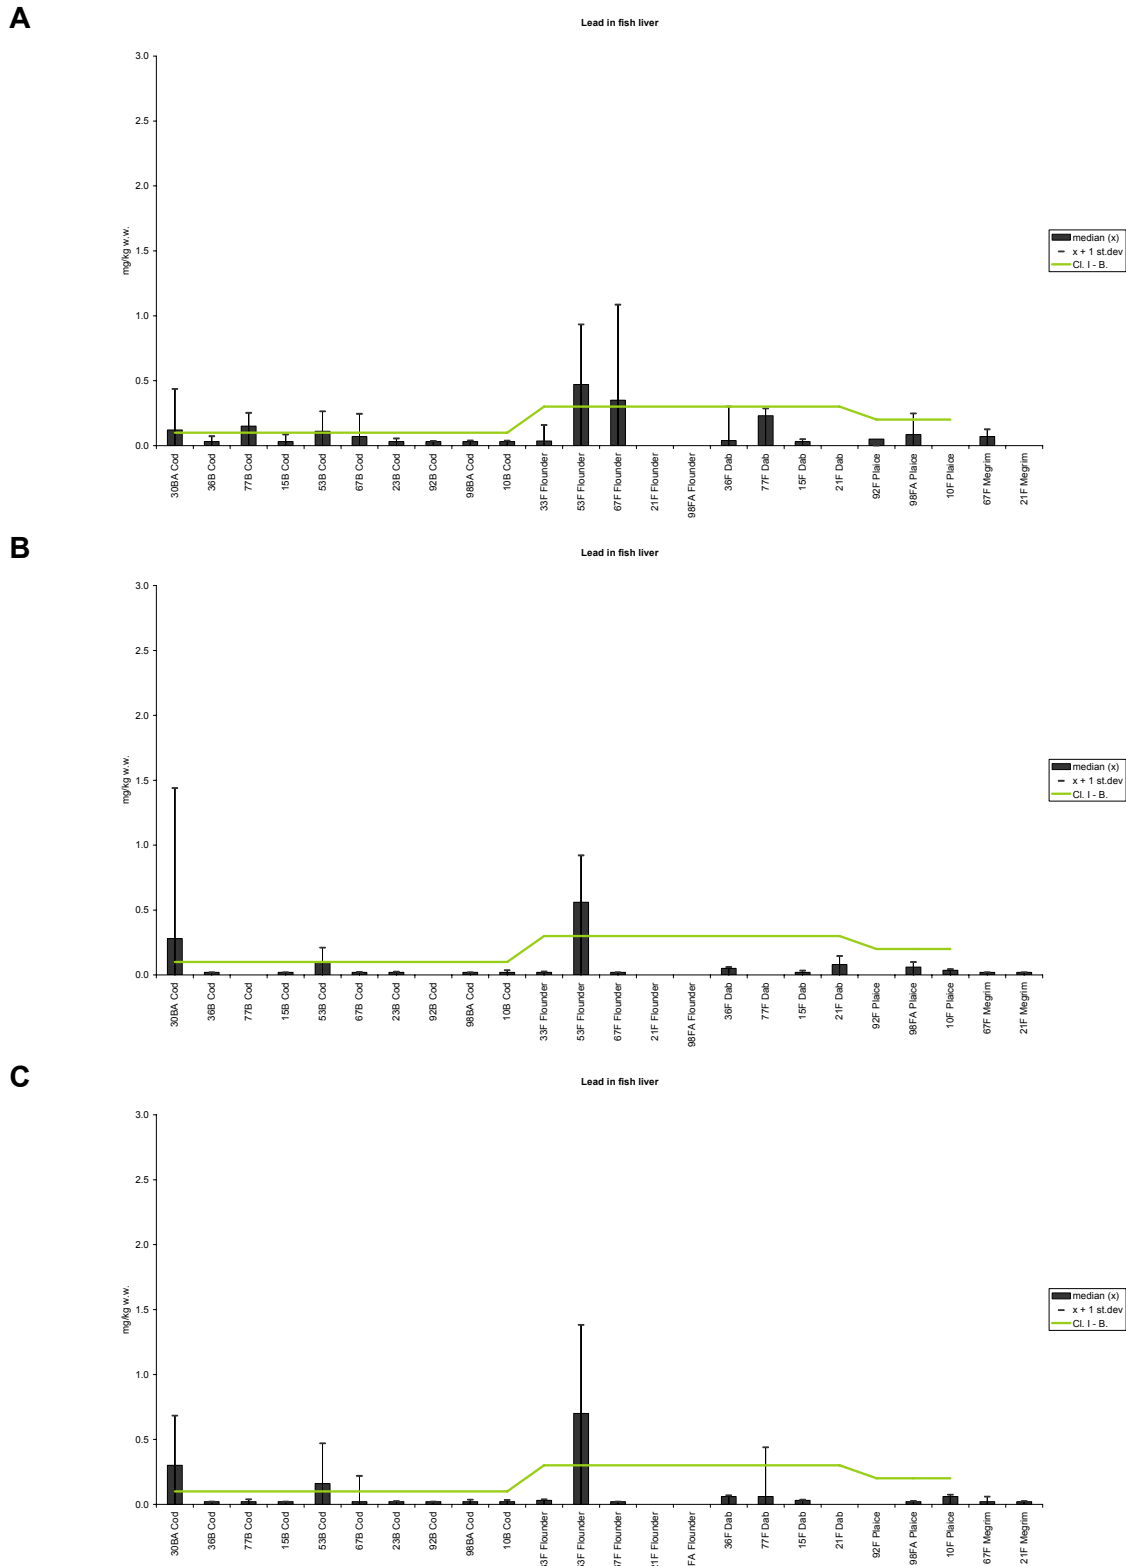 A
Lead in fish liver
3.0
2.5
2.0
1.5
1.0
0.5
0.0
mg/kg w.w.
median (x)
x + 1 st.dev
Cl. I - B.
30BA Cod
36B Cod
77B Cod
15B Cod
53B Cod
67B Cod
23B Cod
92B Cod
98BA Cod
10B Cod
33F Flounder
53F Flounder
67F Flounder
21F Flounder
98FA Flounder
36F Dab
77F Dab
15F Dab
21F Dab
92F Plaice
98FA Plaice
10F Plaice
67F Megrim
21F Megrim
B
Lead in fish liver
3.0
2.5
2.0
1.5
1.0
0.5
0.0
mg/kg w.w.
median (x)
x + 1 st.dev
Cl. I - B.
30BA Cod
36B Cod
77B Cod
15B Cod
53B Cod
67B Cod
23B Cod
92B Cod
98BA Cod
10B Cod
33F Flounder
53F Flounder
67F Flounder
21F Flounder
98FA Flounder
36F Dab
77F Dab
15F Dab
21F Dab
92F Plaice
98FA Plaice
10F Plaice
67F Megrim
21F Megrim
C
Lead in fish liver
3.0
2.5
2.0
1.5
1.0
0.5
0.0
mg/kg w.w.
median (x)
x + 1 st.dev
Cl. I - B.
30BA Cod
36B Cod
77B Cod
15B Cod
53B Cod
67B Cod
23B Cod
92B Cod
98BA Cod
10B Cod
33F Flounder
53F Flounder
67F Flounder
21F Flounder
FA Flounder
36F Dab
77F Dab
15F Dab
21F Dab
92F Plaice
98FA Plaice
10F Plaice
67F Megrim
21F Megrim